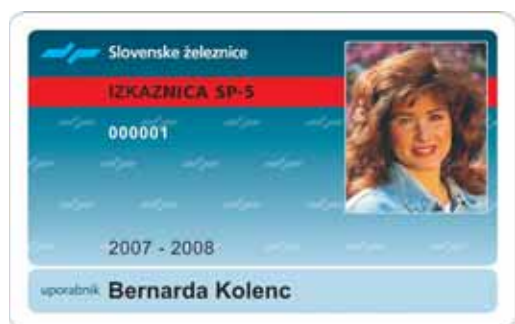 Slovenske železnice
IZKAZNICA SP-5
000001
2007 - 2008
uporabnik Bernarda Kolenc